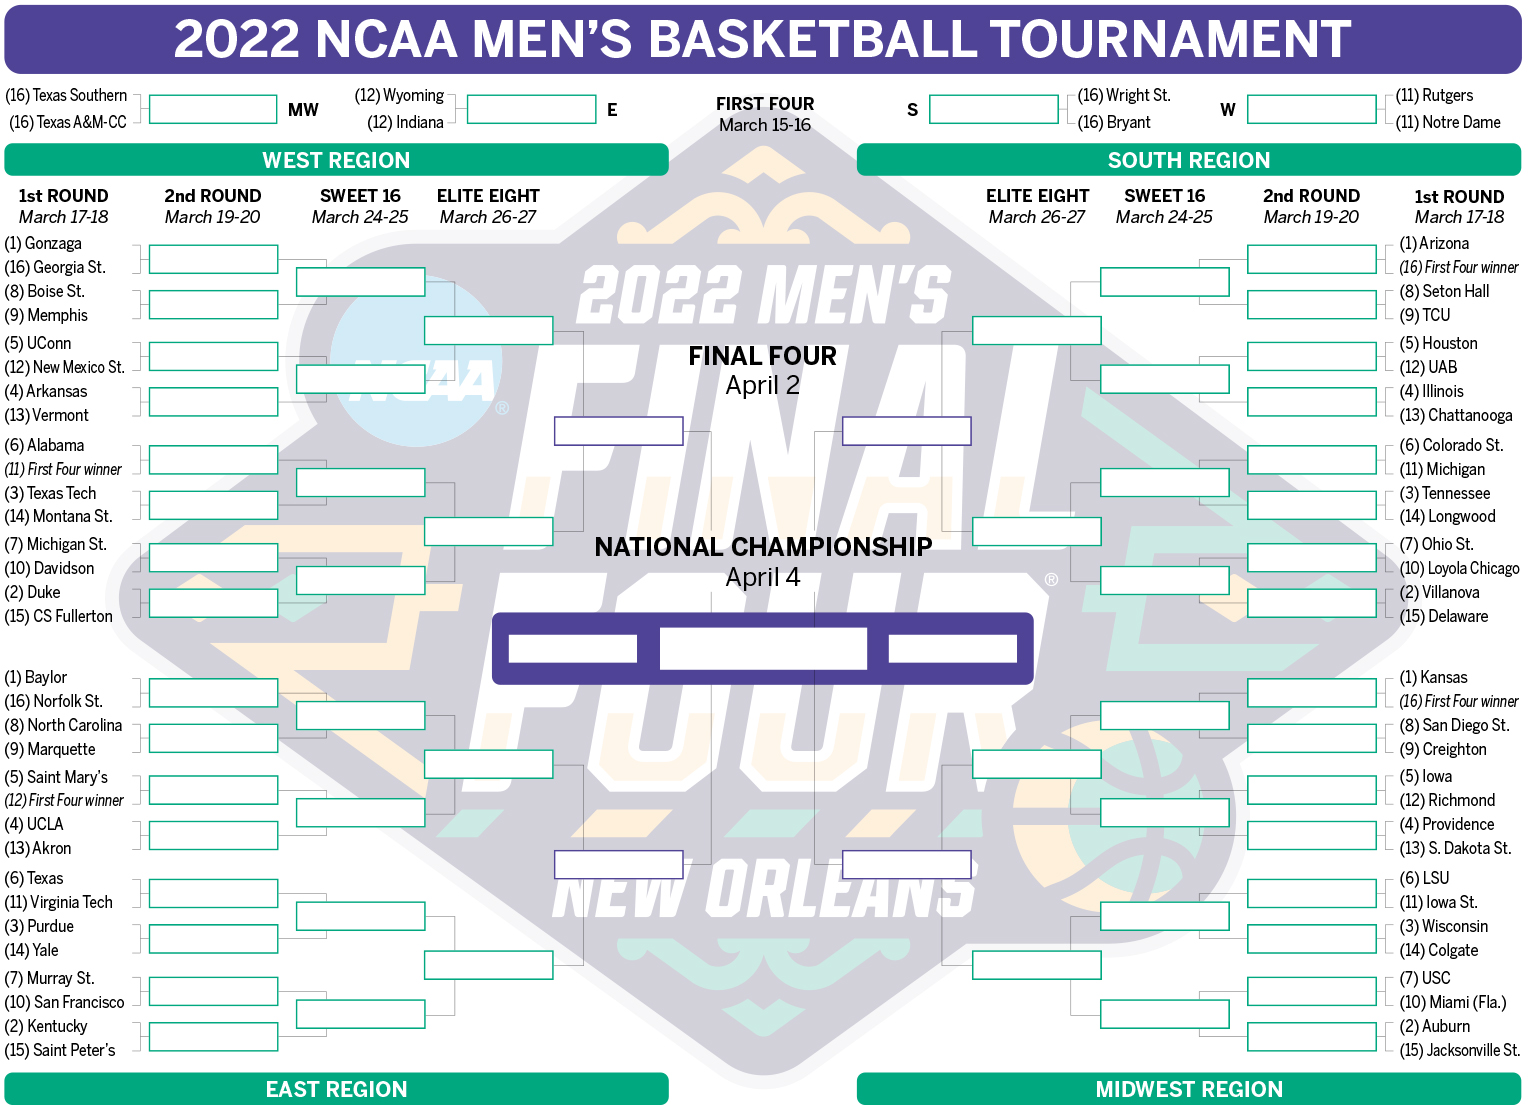 2022 NCAA MEN'S BASKETBALL TOURNAMENT
(16) Texas Southern
(16) Texas A&M-CC
MW
(12) Wyoming
(12) Indiana
E
FIRST FOUR
March 15-16
S
(16) Wright St.
(16) Bryant
W
(11) Rutgers
(11) Notre Dame
WEST REGION
SOUTH REGION
1st ROUND
March 17-18
2nd ROUND
March 19-20
SWEET 16
March 24-25
ELITE EIGHT
March 26-27
ELITE EIGHT
March 26-27
SWEET 16
March 24-25
2nd ROUND
March 19-20
1st ROUND
March 17-18
(1) Gonzaga
(16) Georgia St.
(8) Boise St.
(9) Memphis
(5) UConn
(12) New Mexico St.
(4) Arkansas
(13) Vermont
(6) Alabama
(11) First Four winner
(3) Texas Tech
(14) Montana St.
(7) Michigan St.
(10) Davidson
(2) Duke
(15) CS Fullerton
(1) Arizona
(16) First Four winner
(8) Seton Hall
(9) TCU
(5) Houston
(12) UAB
(4) Illinois
(13) Chattanooga
(6) Colorado St.
(11) Michigan
(3) Tennessee
(14) Longwood
(7) Ohio St.
(10) Loyola Chicago
(2) Villanova
(15) Delaware
2022 MEN'S
NCAA®
FINAL
FOUR®
NEW ORLEANS
FINAL FOUR
April 2
NATIONAL CHAMPIONSHIP
April 4
(1) Baylor
(16) Norfolk St.
(8) North Carolina
(9) Marquette
(5) Saint Mary's
(12) First Four winner
(4) UCLA
(13) Akron
(6) Texas
(11) Virginia Tech
(3) Purdue
(14) Yale
(7) Murray St.
(10) San Francisco
(2) Kentucky
(15) Saint Peter's
(1) Kansas
(16) First Four winner
(8) San Diego St.
(9) Creighton
(5) Iowa
(12) Richmond
(4) Providence
(13) S. Dakota St.
(6) LSU
(11) Iowa St.
(3) Wisconsin
(14) Colgate
(7) USC
(10) Miami (Fla.)
(2) Auburn
(15) Jacksonville St.
EAST REGION
MIDWEST REGION